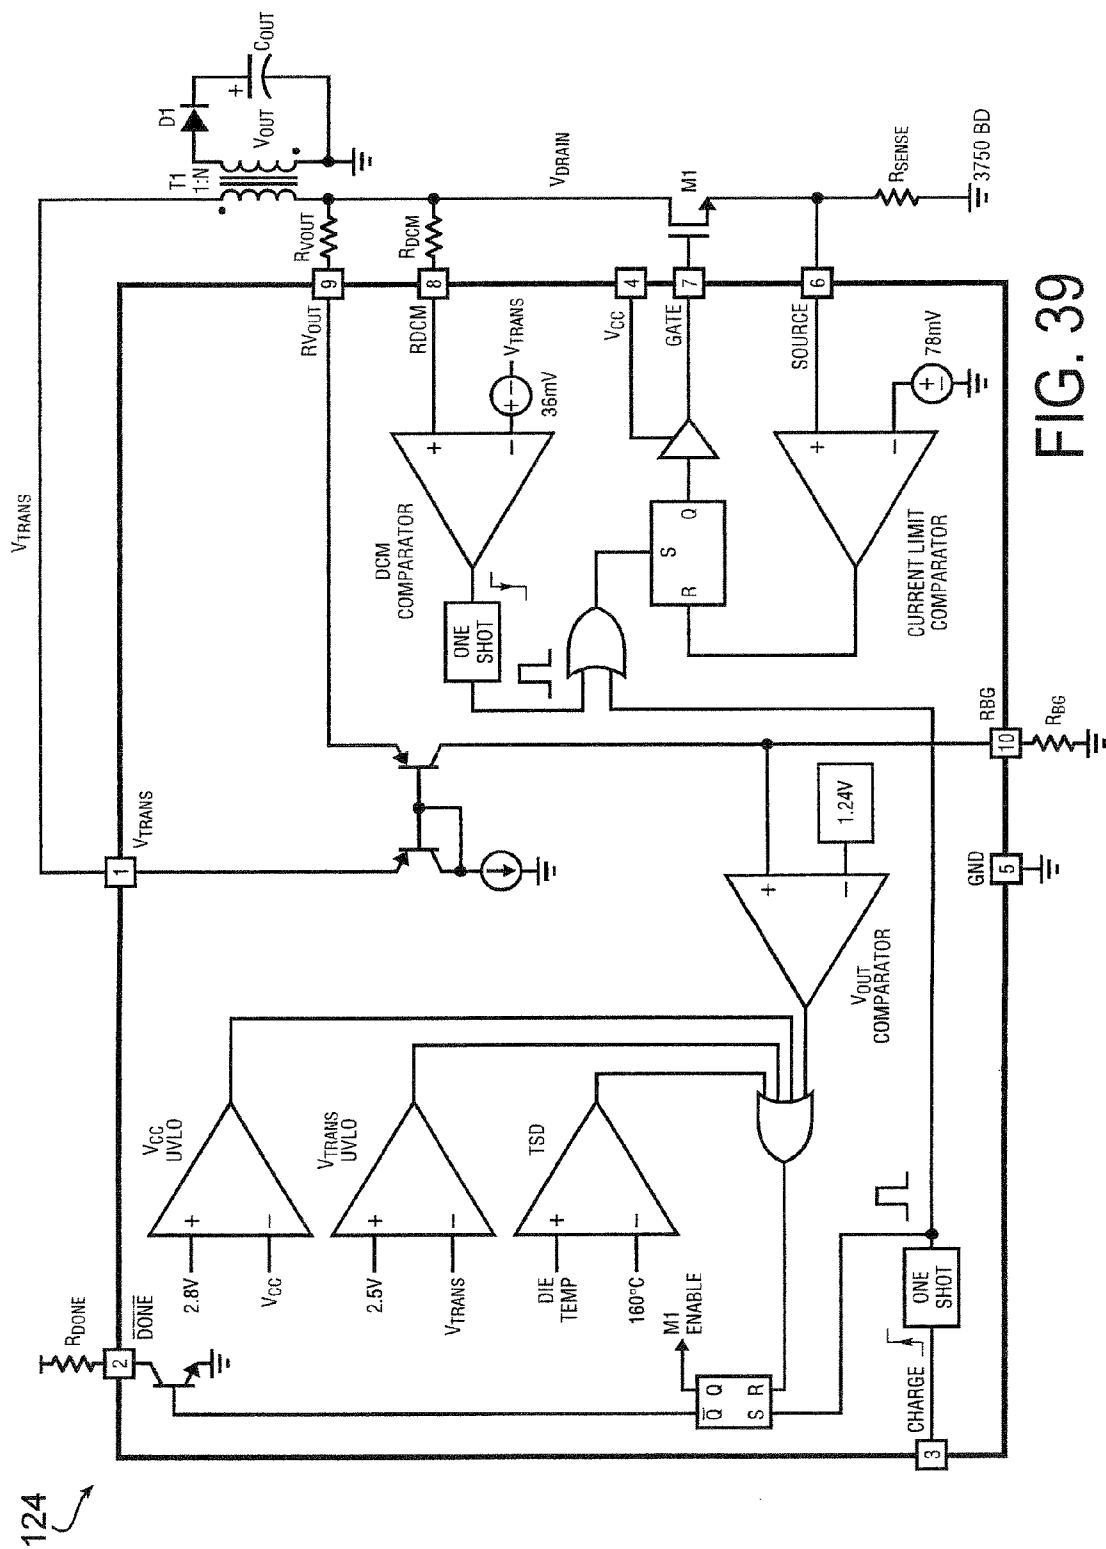 124
RDONE
2
DONE
VTRANS
1
VTRANS
T1
1:N
D1
VOUT
+
COUT
VCC
UVLO
+
−
2.8V
VCC
VTRANS
UVLO
+
−
2.5V
VTRANS
TSD
+
−
DIE
TEMP
160°C
M1
ENABLE
Q
Q
S
R
CHARGE
3
ONE
SHOT
RVOUT
9
RVOUT
RDCM
8
RDCM
VDRAIN
DCM
COMPARATOR
+
−
+ −
VTRANS
36mV
ONE
SHOT
VCC
4
GATE
7
M1
Q
S
R
SOURCE
6
RSENSE
3750 BD
+
−
+
−
78mV
CURRENT LIMIT
COMPARATOR
VOUT
COMPARATOR
+
−
1.24V
GND
5
RBG
10
RBG
FIG. 39